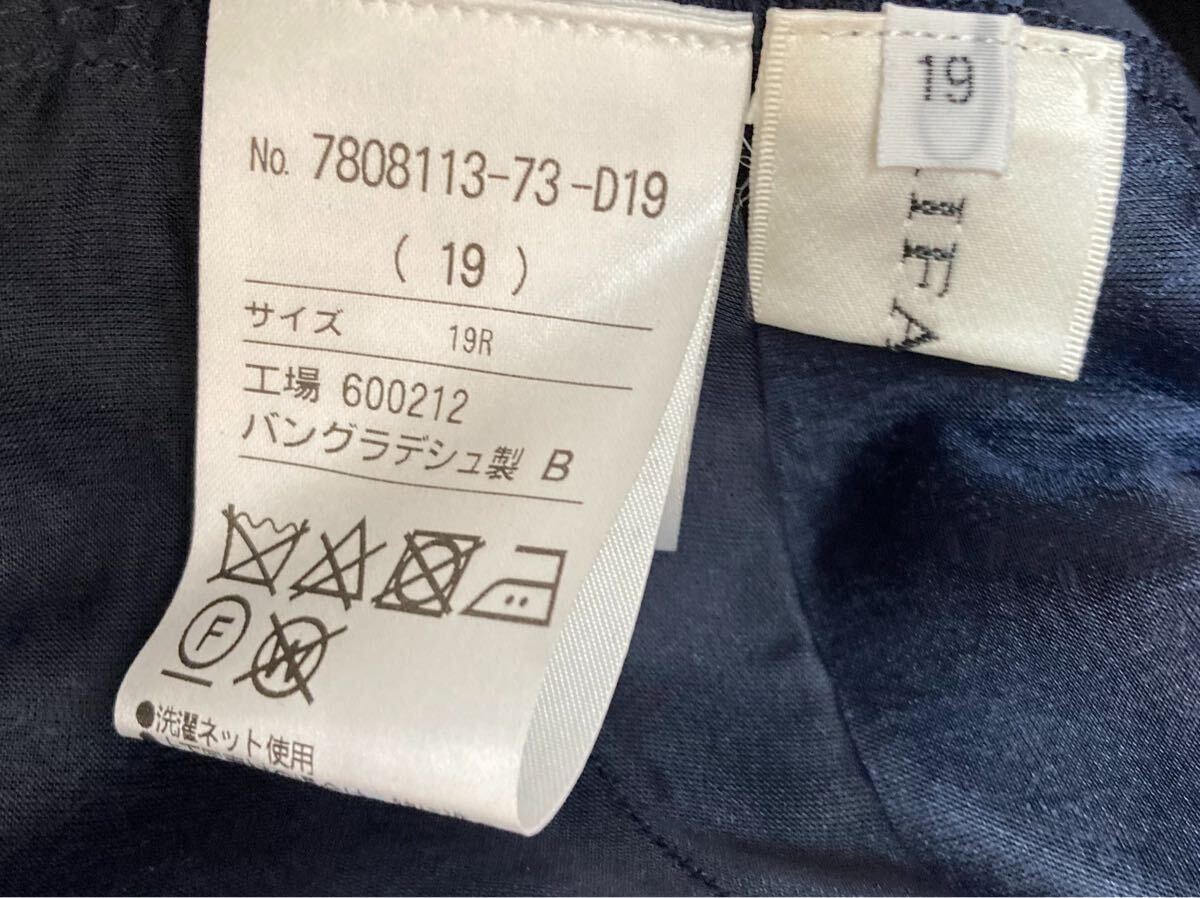 No. 7808113-73-D19
( 19 )
サイズ 19R
工場 600212
バングラデシュ製 B
F
W
●洗濯ネット使用
19
IFA